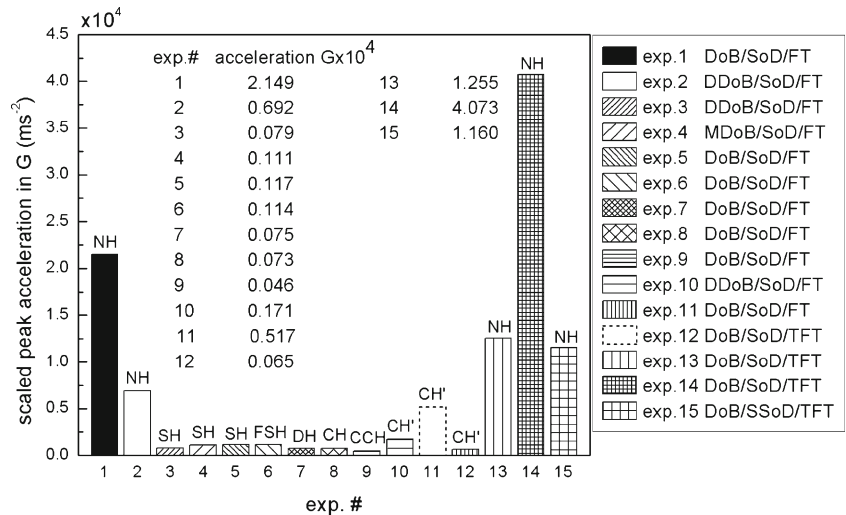 x10⁴
4.5
4.0
3.5
3.0
2.5
2.0
1.5
1.0
0.5
0.0
scaled peak acceleration in G (ms⁻²)
exp.# acceleration Gx10⁴
1 2.149 13 1.255
2 0.692 14 4.073
3 0.079 15 1.160
4 0.111
5 0.117
6 0.114
7 0.075
8 0.073
9 0.046
10 0.171
11 0.517
12 0.065
NH NH SH SH SH FSH DH CH CCH CH' CH' CH' NH NH NH
1 2 3 4 5 6 7 8 9 10 11 12 13 14 15
exp. #
exp.1 DoB/SoD/FT
exp.2 DDoB/SoD/FT
exp.3 DDoB/SoD/FT
exp.4 MDoB/SoD/FT
exp.5 DoB/SoD/FT
exp.6 DoB/SoD/FT
exp.7 DoB/SoD/FT
exp.8 DoB/SoD/FT
exp.9 DoB/SoD/FT
exp.10 DDoB/SoD/FT
exp.11 DoB/SoD/FT
exp.12 DoB/SoD/TFT
exp.13 DoB/SoD/TFT
exp.14 DoB/SoD/TFT
exp.15 DoB/SSoD/TFT